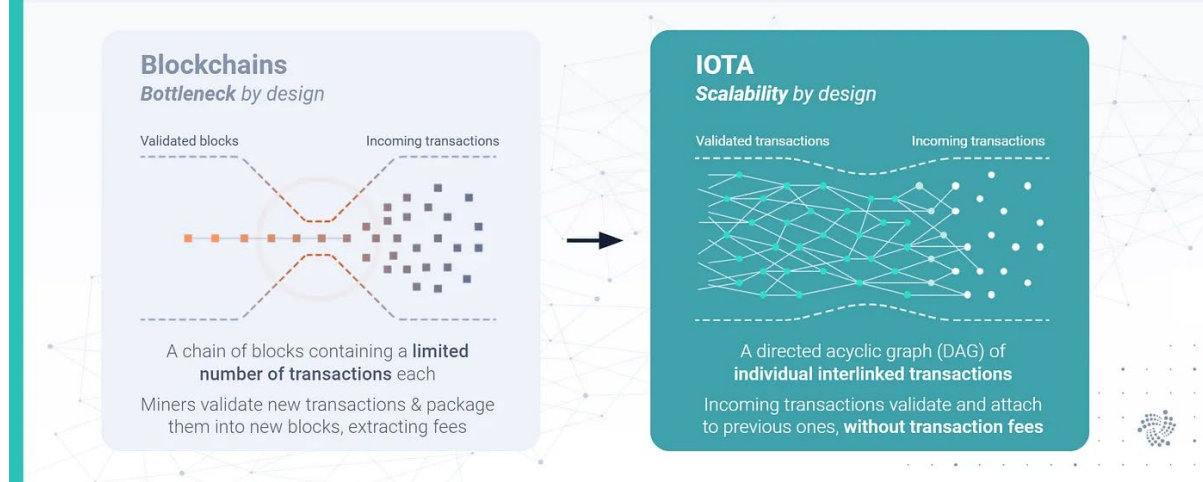 Blockchains
Bottleneck by design
Validated blocks
Incoming transactions
A chain of blocks containing a limited
number of transactions each
Miners validate new transactions & package
them into new blocks, extracting fees
IOTA
Scalability by design
Validated transactions
Incoming transactions
A directed acyclic graph (DAG) of
individual interlinked transactions
Incoming transactions validate and attach
to previous ones, without transaction fees